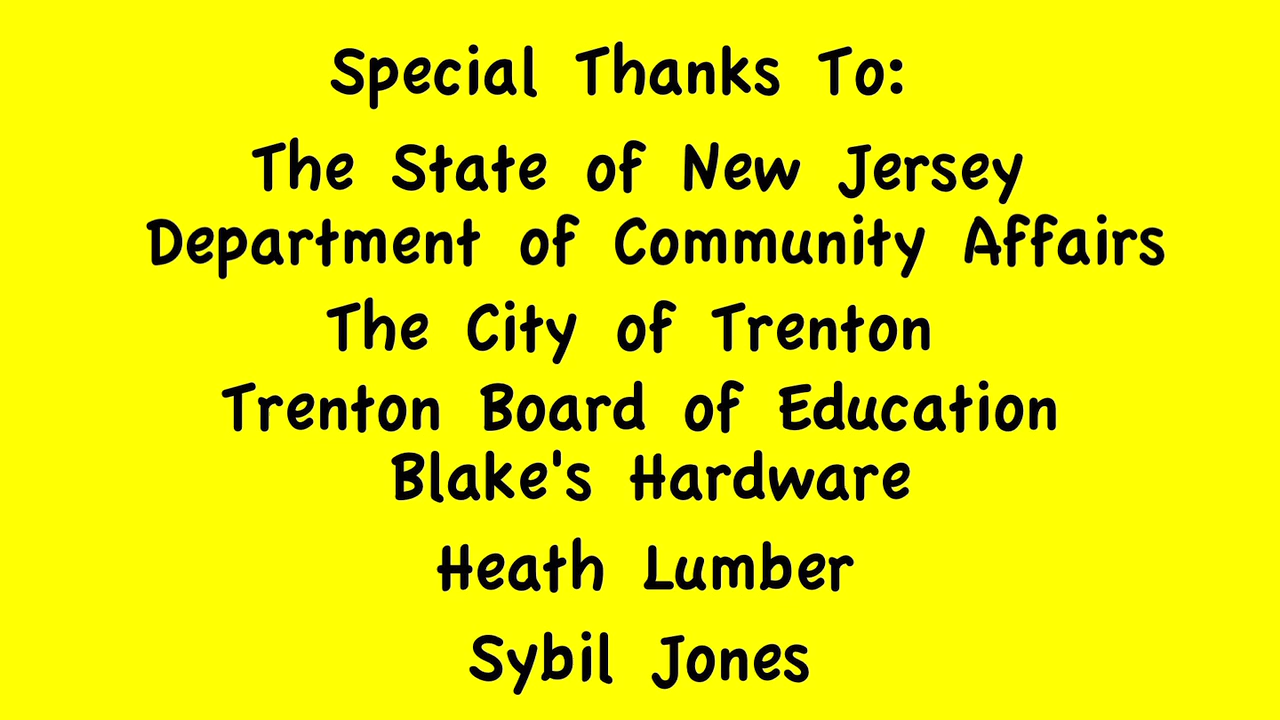 Special Thanks To:
The State of New Jersey
Department of Community Affairs
The City of Trenton
Trenton Board of Education
Blake's Hardware
Heath Lumber
Sybil Jones